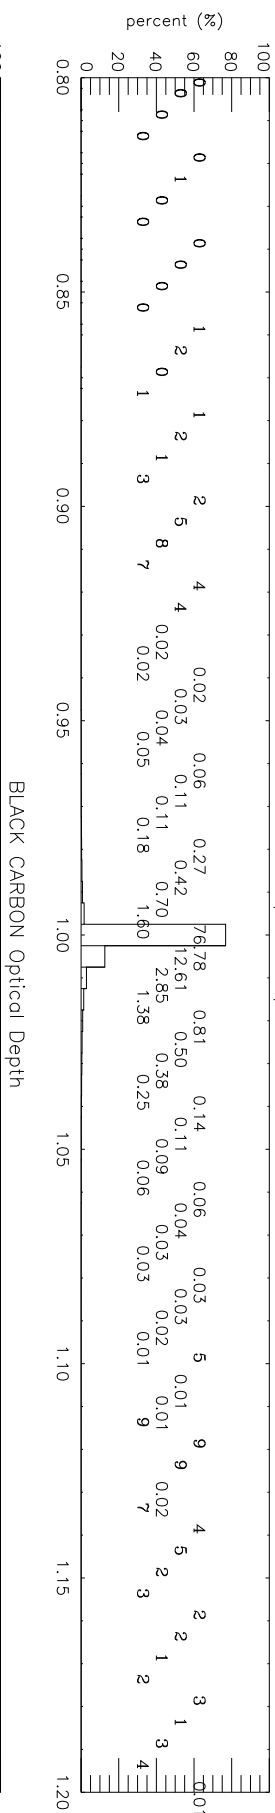 percent (%)
0 20 40 60 80 100
0.80 0.85 0.90 0.95 1.00 1.05 1.10 1.15 1.20
0 0 0 0
0 1 0 0
0 0 0 0
1 2 0 1
1 2 1 3
2 5 8 7
4 4 0.02 0.02
0.02 0.03 0.04 0.05
0.06 0.11 0.11 0.18
0.27 0.42 0.70 1.60
76.78 12.61 2.85 1.38
0.81 0.50 0.38 0.25
0.14 0.11 0.09 0.06
0.06 0.04 0.03 0.03
0.03 0.03 0.02 0.01
5 0.01 0.01 9
9 9 0.02 7
4 5 2 3
2 2 1 2
3 1 3 4
0.01
BLACK CARBON Optical Depth